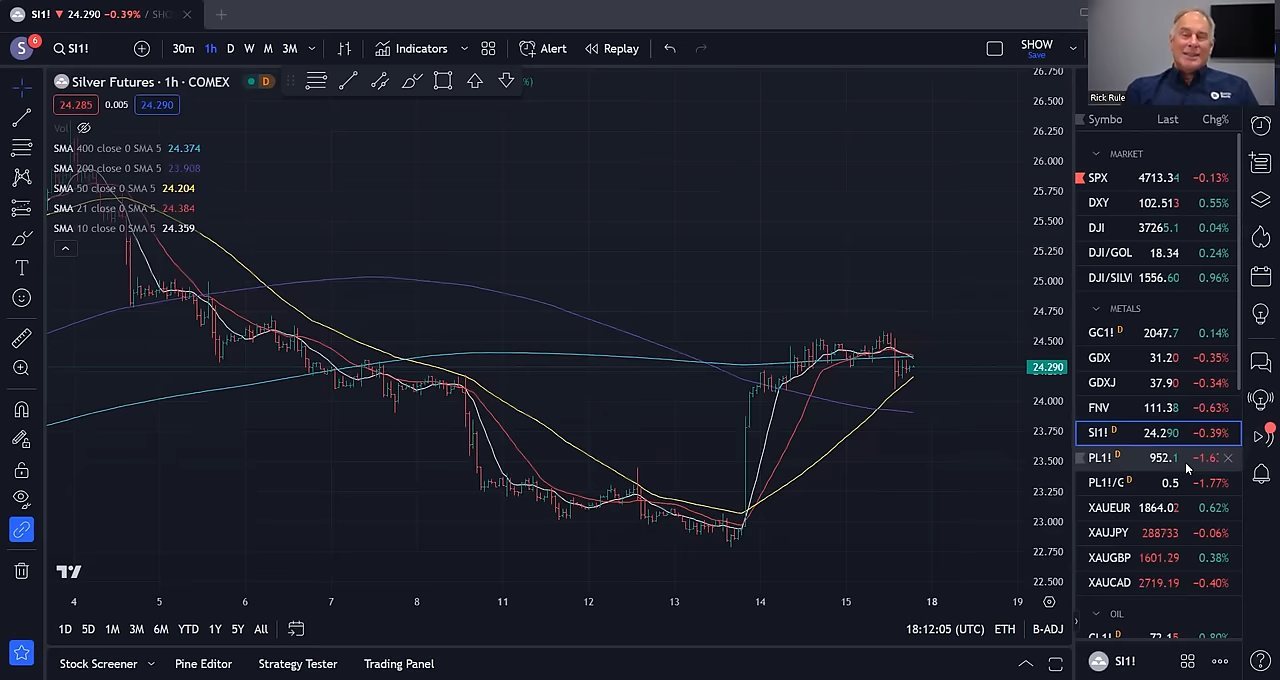 SI1! ▼ 24.290 −0.39% / SHO
S 6 SI1! 30m 1h D W M 3M Indicators Alert Replay SHOW
Save
Rick Rule
Silver Futures · 1h · COMEX D %)
24.285 0.005 24.290
Vol
SMA 400 close 0 SMA 5 24.374
SMA 200 close 0 SMA 5 23.908
SMA 50 close 0 SMA 5 24.204
SMA 21 close 0 SMA 5 24.384
SMA 10 close 0 SMA 5 24.359
26.750
26.500
26.250
26.000
25.750
25.500
25.250
25.000
24.750
24.500
24.290
24.000
23.750
23.500
23.250
23.000
22.750
22.500
4 5 6 7 8 11 12 13 14 15 18 19
1D 5D 1M 3M 6M YTD 1Y 5Y All 18:12:05 (UTC) ETH B-ADJ
Stock Screener Pine Editor Strategy Tester Trading Panel
Symbo Last Chg%
MARKET
SPX 4713.34 −0.13%
DXY 102.513 0.55%
DJI 37265.1 0.04%
DJI/GOL 18.34 0.24%
DJI/SILV 1556.60 0.96%
METALS
GC1! D 2047.7 0.14%
GDX 31.20 −0.35%
GDXJ 37.90 −0.34%
FNV 111.38 −0.63%
SI1! D 24.290 −0.39%
PL1! D 952.1 −1.6
PL1!/G D 0.5 −1.77%
XAUEUR 1864.02 0.62%
XAUJPY 288733 −0.06%
XAUGBP 1601.29 0.38%
XAUCAD 2719.19 −0.40%
OIL
CL1! D 72.15 0.80%
SI1!